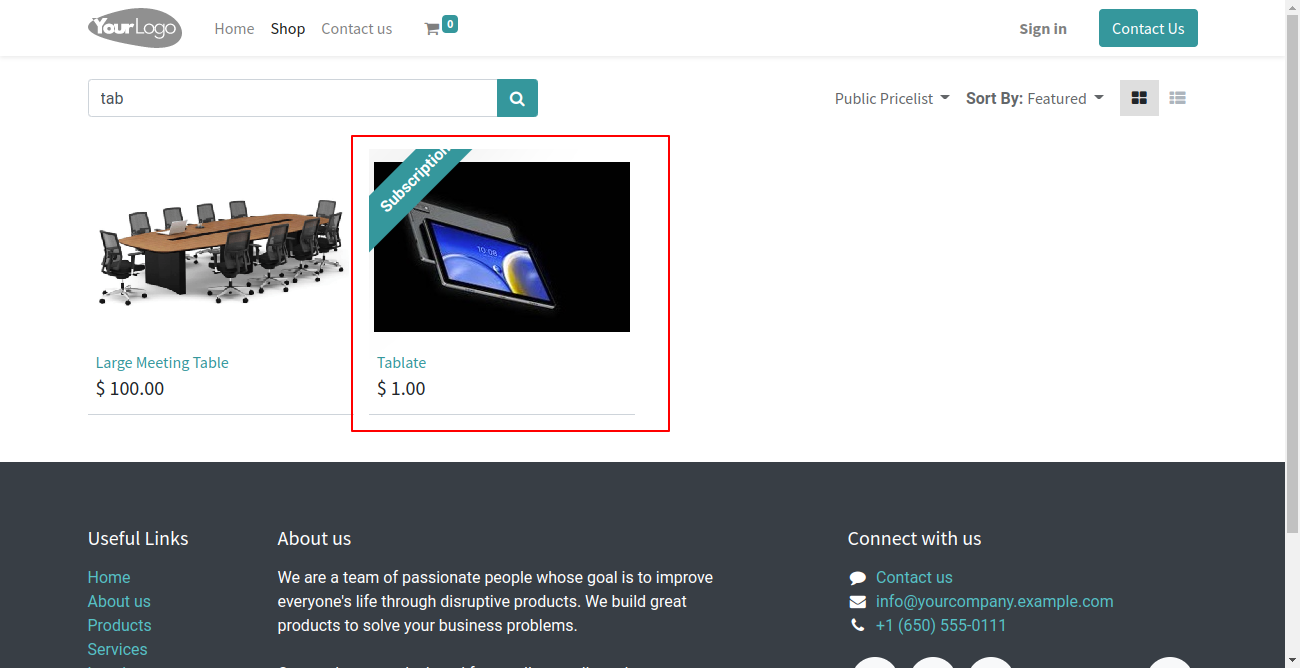 YourLogo
Home
Shop
Contact us
0
Sign in
Contact Us
tab
Public Pricelist
Sort By: Featured
Subscription
10:08
Large Meeting Table
$ 100.00
Tablate
$ 1.00
Useful Links
Home
About us
Products
Services
About us
We are a team of passionate people whose goal is to improve
everyone's life through disruptive products. We build great
products to solve your business problems.
Connect with us
Contact us
info@yourcompany.example.com
+1 (650) 555-0111